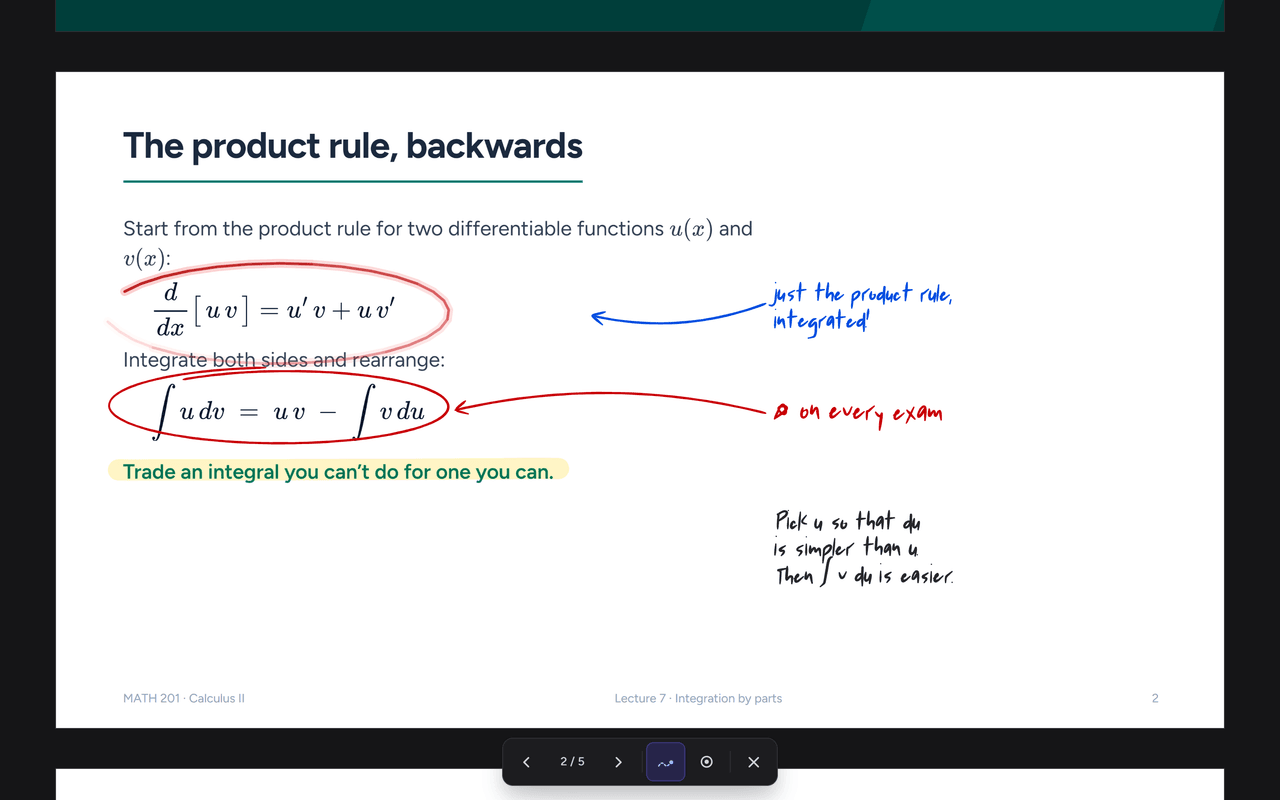 The product rule, backwards
Start from the product rule for two differentiable functions u(x) and
v(x):
d/dx [u v] = u′ v + u v′
just the product rule,
integrated!
Integrate both sides and rearrange:
∫ u dv = u v − ∫ v du
on every exam
Trade an integral you can’t do for one you can.
Pick u so that du
is simpler than u.
Then ∫ v du is easier.
MATH 201 · Calculus II
Lecture 7 · Integration by parts
2
2 / 5